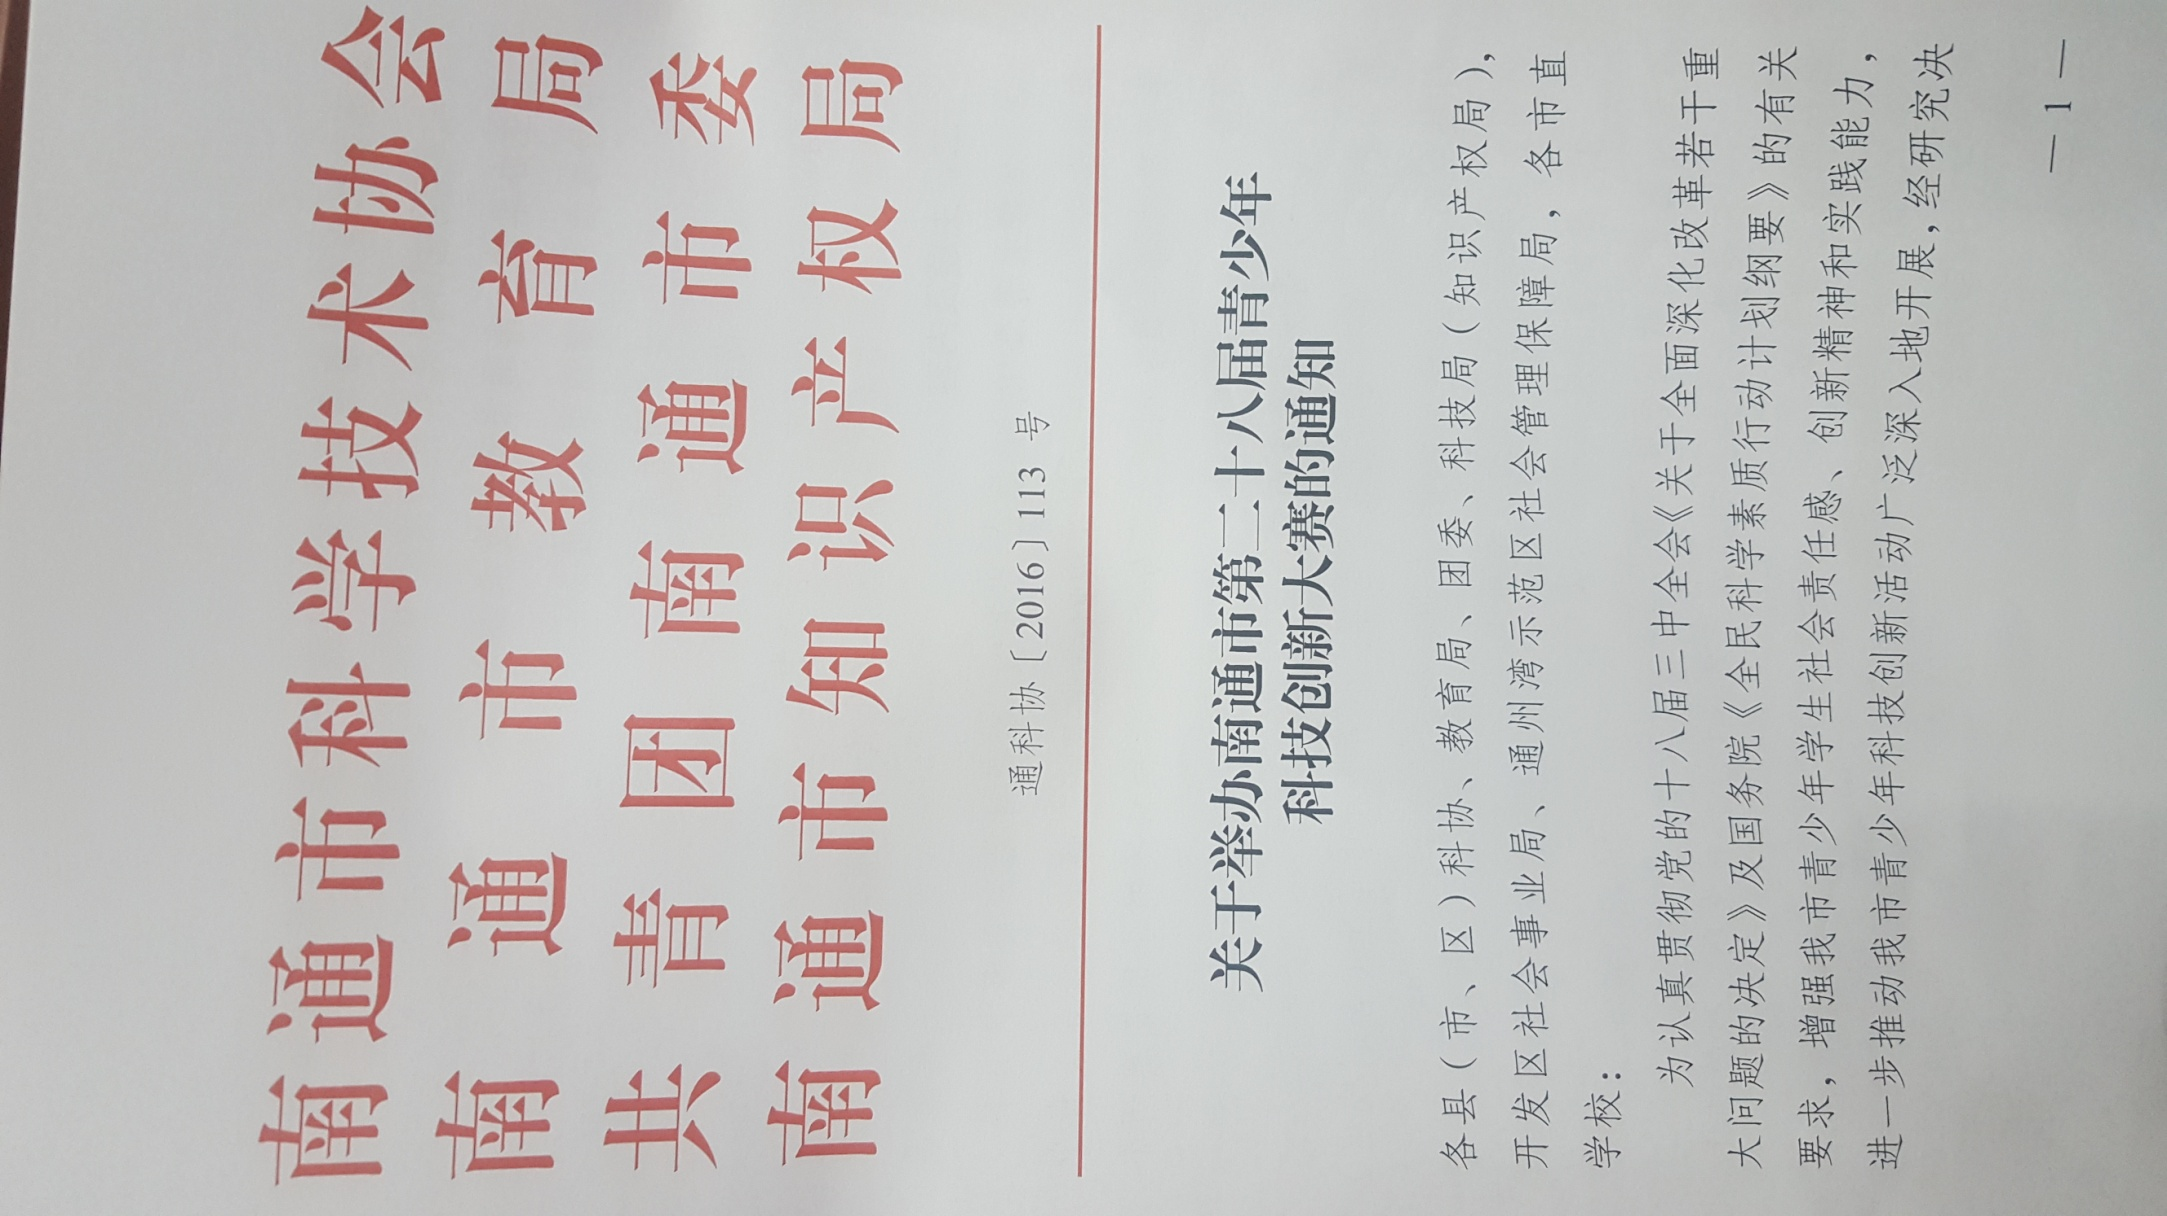 南通市科学技术协会
南通市教育局
共青团南通市委
南通市知识产权局
通科协〔2016〕113 号
关于举办南通市第二十八届青少年
科技创新大赛的通知
各县（市、区）科协、教育局、团委、科技局（知识产权局），
开发区社会事业局、通州湾示范区社会管理保障局，各市直
学校：
为认真贯彻党的十八届三中全会《关于全面深化改革若干重
大问题的决定》及国务院《全民科学素质行动计划纲要》的有关
要求，增强我市青少年学生社会责任感、创新精神和实践能力，
进一步推动我市青少年科技创新活动广泛深入地开展，经研究决
— 1 —